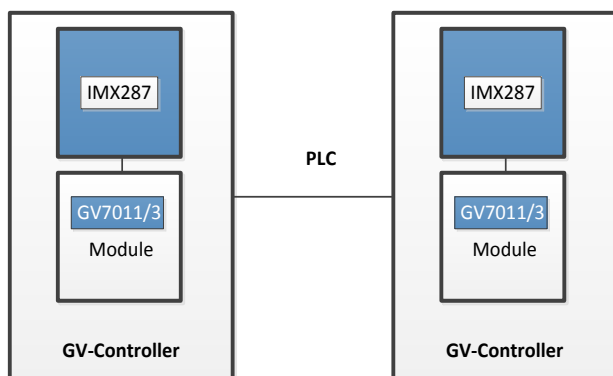 IMX287
GV7011/3
Module
GV-Controller
PLC
IMX287
GV7011/3
Module
GV-Controller